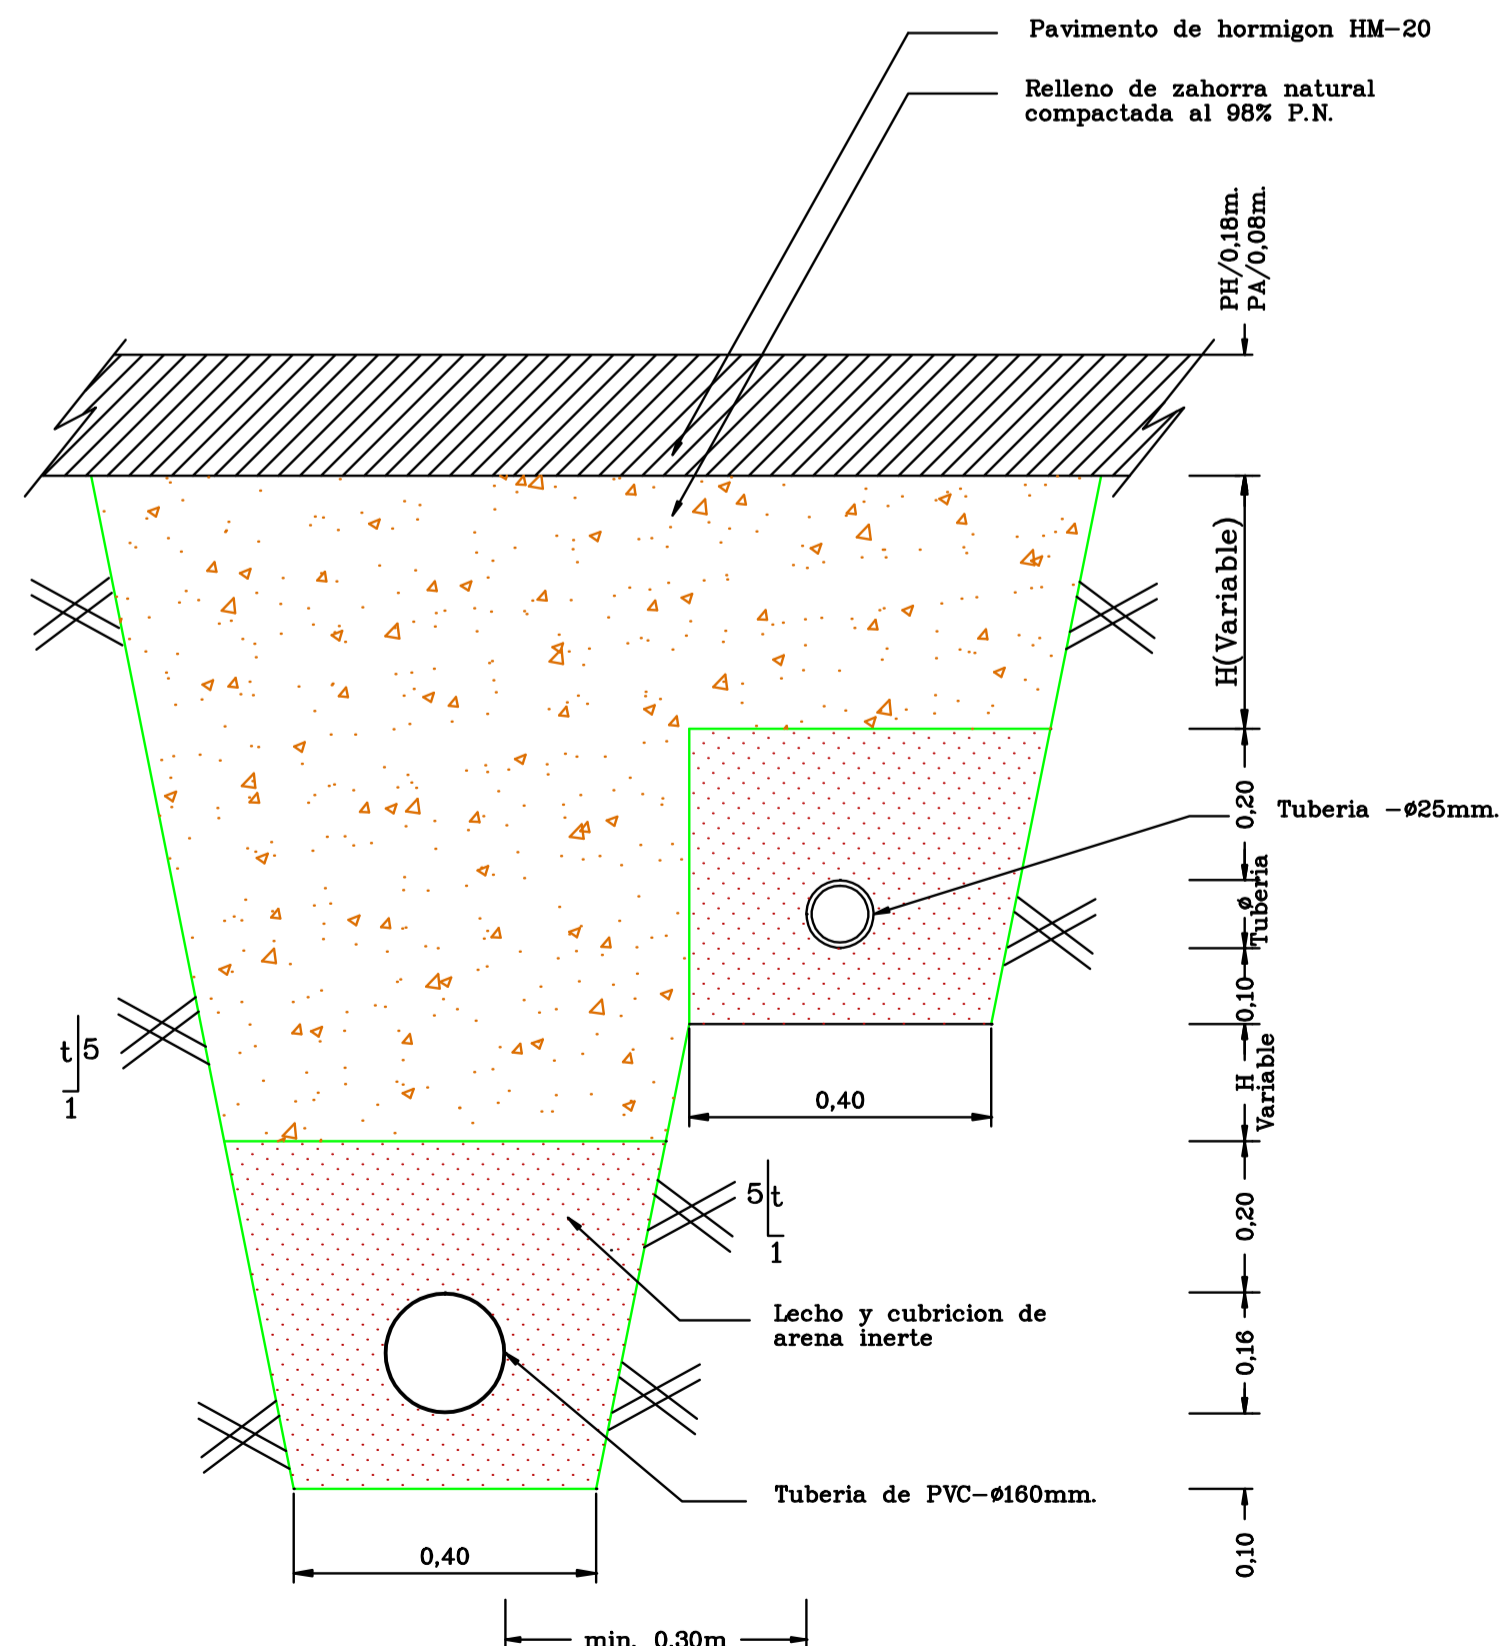 Pavimento de hormigon HM-20
Relleno de zahorra natural
compactada al 98% P.N.
PH/0,18m.
PA/0,08m.
H(Variable)
0,20
Tuberia -ø25mm.
ø
Tuberia
0,10
t 5
1
H
Variable
0,40
5 t
1
0,20
Lecho y cubricion de
arena inerte
0,16
Tuberia de PVC-ø160mm.
0,10
0,40
min. 0,30m